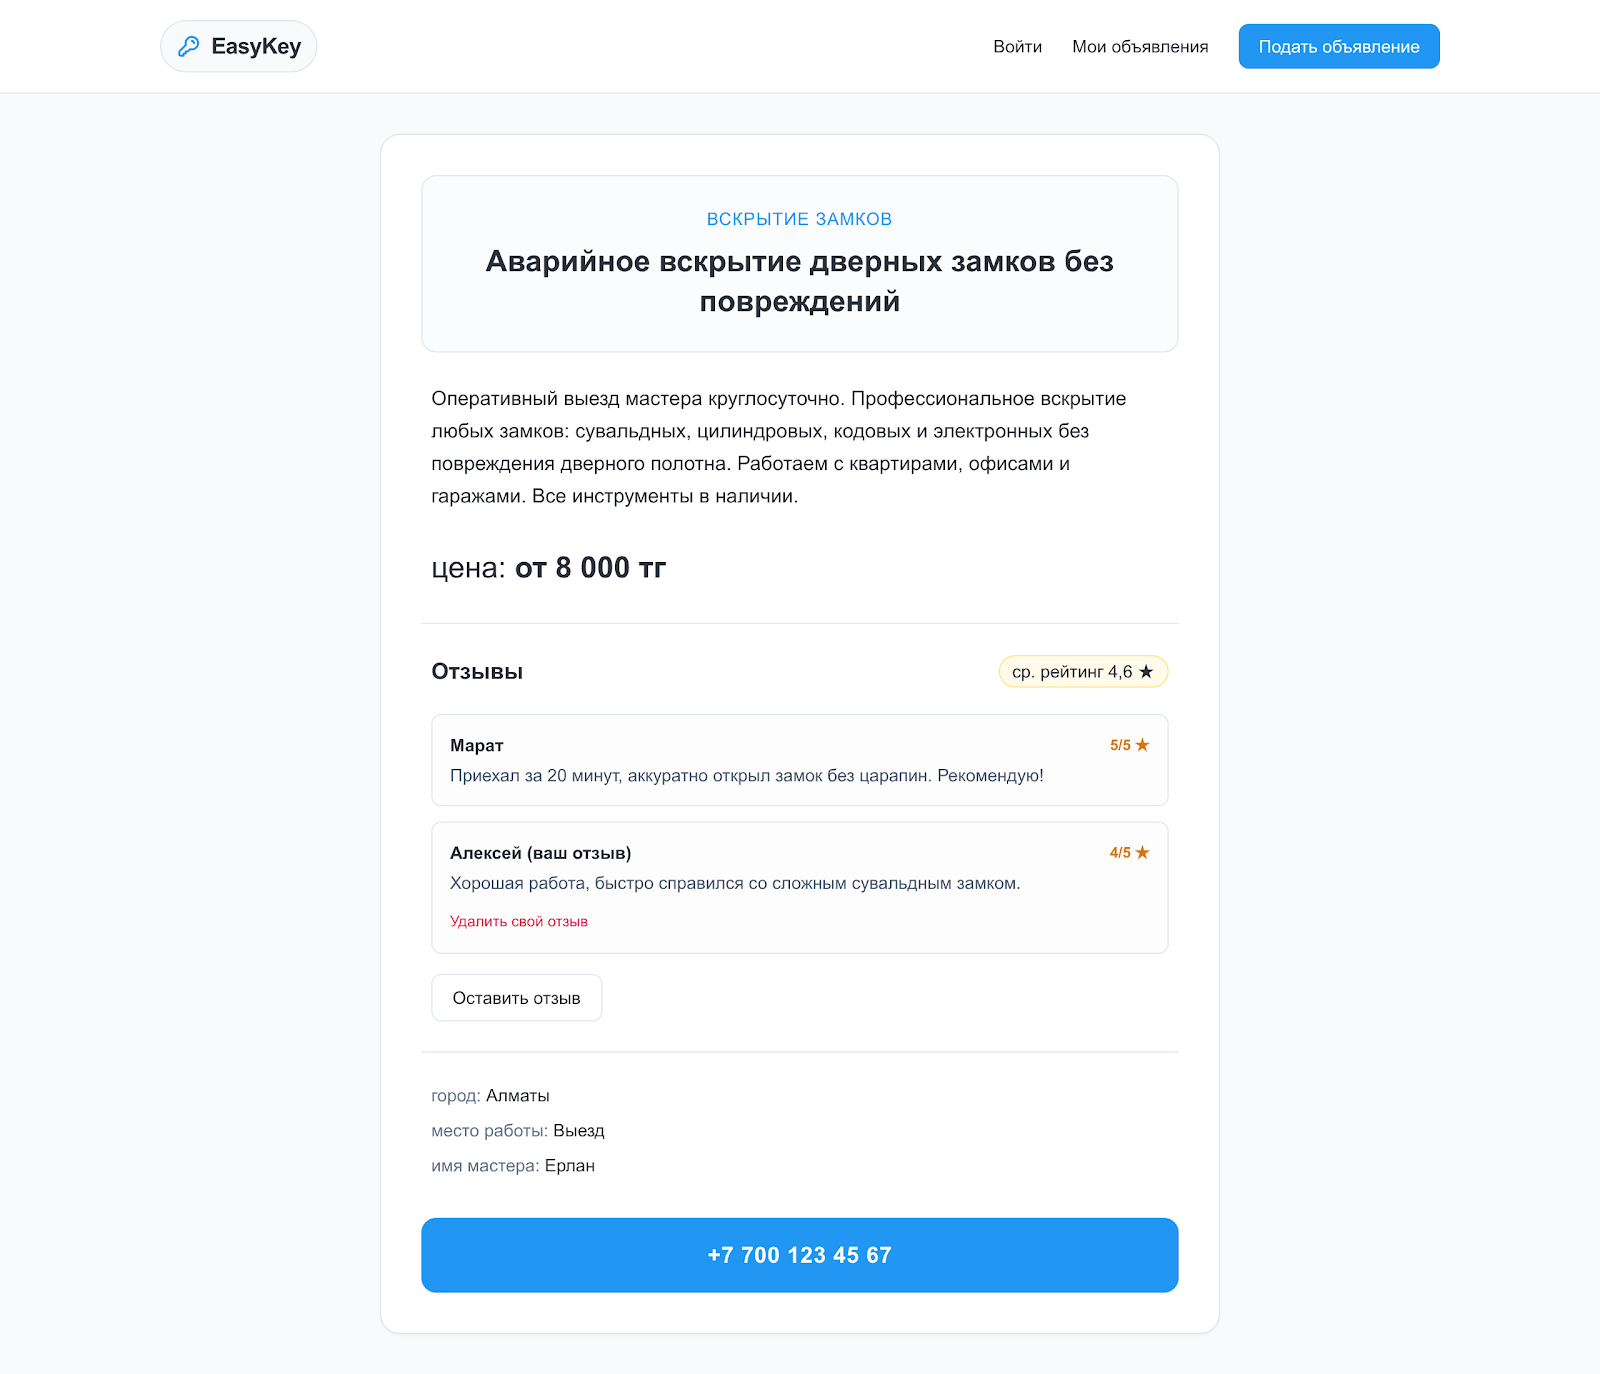 EasyKey
Войти
Мои объявления
Подать объявление
ВСКРЫТИЕ ЗАМКОВ
Аварийное вскрытие дверных замков без
повреждений
Оперативный выезд мастера круглосуточно. Профессиональное вскрытие
любых замков: сувальдных, цилиндровых, кодовых и электронных без
повреждения дверного полотна. Работаем с квартирами, офисами и
гаражами. Все инструменты в наличии.
цена: от 8 000 тг
Отзывы
ср. рейтинг 4,6 ★
Марат
5/5 ★
Приехал за 20 минут, аккуратно открыл замок без царапин. Рекомендую!
Алексей (ваш отзыв)
4/5 ★
Хорошая работа, быстро справился со сложным сувальдным замком.
Удалить свой отзыв
Оставить отзыв
город: Алматы
место работы: Выезд
имя мастера: Ерлан
+7 700 123 45 67